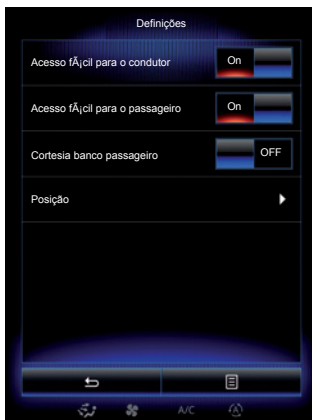 Definições
Acesso fÃ¡cil para o condutor
On
Acesso fÃ¡cil para o passageiro
On
Cortesia banco passageiro
OFF
Posição
A/C
A